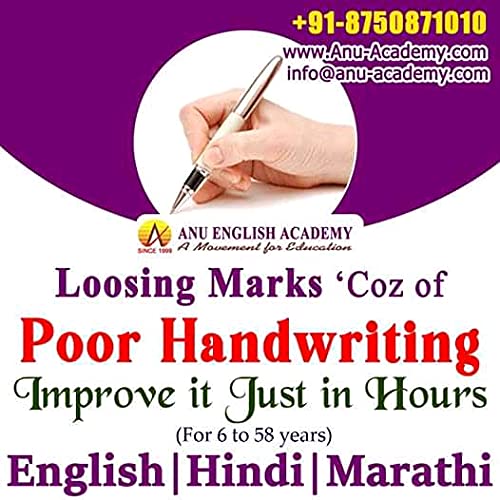 +91-8750871010
www.Anu-Academy.com
info@anu-academy.com
A
SINCE 1999
ANU ENGLISH ACADEMY
A Movement for Education
Loosing Marks ‘Coz of
Poor Handwriting
Improve it Just in Hours
(For 6 to 58 years)
English|Hindi|Marathi